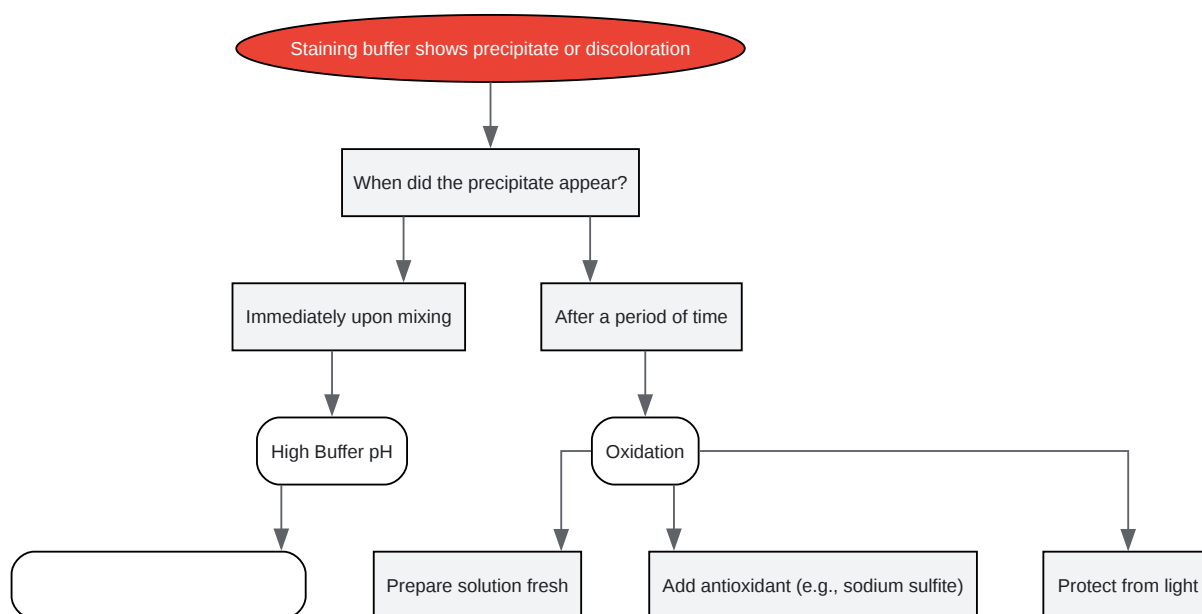 Staining buffer shows precipitate or discoloration
When did the precipitate appear?
Immediately upon mixing
After a period of time
High Buffer pH
Oxidation
Prepare solution fresh
Add antioxidant (e.g., sodium sulfite)
Protect from light